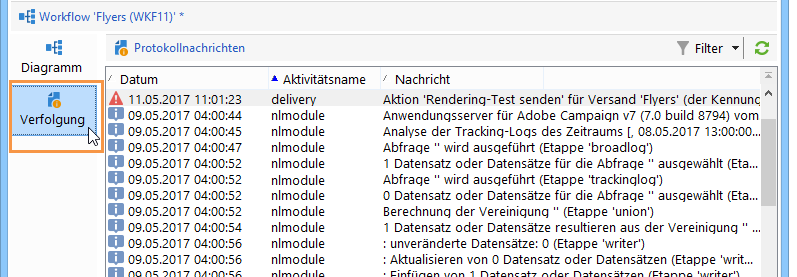 Workflow 'Flyers (WKF11)' *
Diagramm
Verfolgung
Protokollnachrichten
Filter
Datum Aktivitätsname Nachricht
11.05.2017 11:01:23 delivery Aktion 'Rendering-Test senden' für Versand 'Flyers' (der Kennung
09.05.2017 04:00:44 nlmodule Anwendungsserver für Adobe Campaign v7 (7.0 build 8794) vom
09.05.2017 04:00:45 nlmodule Analyse der Tracking-Logs des Zeitraums [, 08.05.2017 13:00:00...
09.05.2017 04:00:47 nlmodule Abfrage '' wird ausgeführt (Etappe 'broadlog')
09.05.2017 04:00:52 nlmodule 1 Datensatz oder Datensätze für die Abfrage '' ausgewählt (Eta...
09.05.2017 04:00:52 nlmodule Abfrage '' wird ausgeführt (Etappe 'trackinglog')
09.05.2017 04:00:52 nlmodule 0 Datensatz oder Datensätze für die Abfrage '' ausgewählt (Eta...
09.05.2017 04:00:52 nlmodule Berechnung der Vereinigung '' (Etappe 'union')
09.05.2017 04:00:54 nlmodule 1 Datensatz oder Datensätze resultieren aus der Vereinigung '' ...
09.05.2017 04:00:56 nlmodule : unveränderte Datensätze: 0 (Etappe 'writer')
09.05.2017 04:00:56 nlmodule : Aktualisieren von 0 Datensatz oder Datensätzen (Etappe 'writ...
09.05.2017 04:00:56 nlmodule : Einfügen von 1 Datensatz oder Datensätzen (Etappe 'writer')